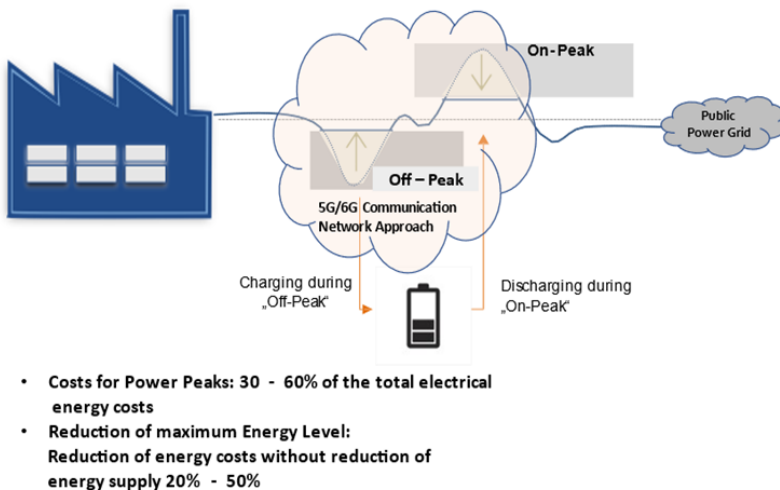 On-Peak
Public
Power Grid
Off – Peak
5G/6G Communication
Network Approach
Charging during
„Off-Peak“
Discharging during
„On-Peak“
• Costs for Power Peaks: 30 - 60% of the total electrical
energy costs
• Reduction of maximum Energy Level:
Reduction of energy costs without reduction of
energy supply 20% - 50%